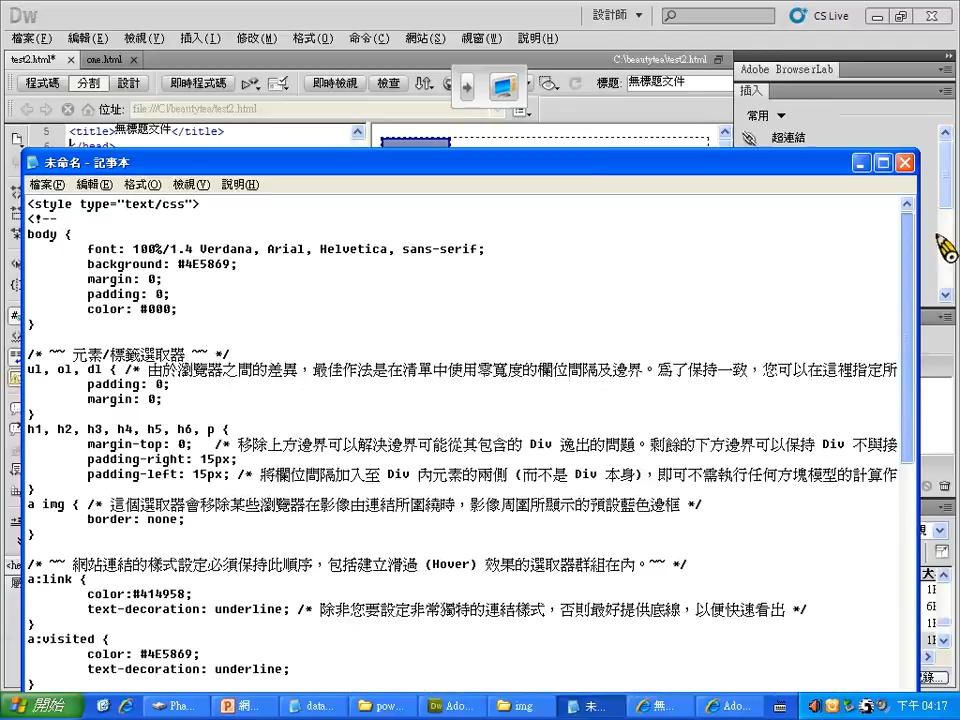 Dw
設計師
CS Live
檔案(F) 編輯(E) 檢視(V) 插入(I) 修改(M) 格式(O) 命令(C) 網站(S) 視窗(W) 說明(H)
test2.html* one.html C:\beautytea\test2.html
程式碼 分割 設計 即時程式碼 即時檢視 檢查 標題: 無標題文件
位址: file:///C|/beautytea/test2.html
Adobe BrowserLab
插入
常用
超連結
5 <title>無標題文件</title>
6 </head>
未命名 - 記事本
檔案(F) 編輯(E) 格式(O) 檢視(V) 說明(H)
<style type="text/css">
<!--
body {
font: 100%/1.4 Verdana, Arial, Helvetica, sans-serif;
background: #4E5869;
margin: 0;
padding: 0;
color: #000;
}
/* ~~ 元素/標籤選取器 ~~ */
ul, ol, dl { /* 由於瀏覽器之間的差異，最佳作法是在清單中使用零寬度的欄位間隔及邊界。為了保持一致，您可以在這裡指定所
padding: 0;
margin: 0;
}
h1, h2, h3, h4, h5, h6, p {
margin-top: 0; /* 移除上方邊界可以解決邊界可能從其包含的 Div 逸出的問題。剩餘的下方邊界可以保持 Div 不與接
padding-right: 15px;
padding-left: 15px; /* 將欄位間隔加入至 Div 內元素的兩側 (而不是 Div 本身)，即可不需執行任何方塊模型的計算作
}
a img { /* 這個選取器會移除某些瀏覽器在影像由連結所圍繞時，影像周圍所顯示的預設藍色邊框 */
border: none;
}
/* ~~ 網站連結的樣式設定必須保持此順序，包括建立滑過 (Hover) 效果的選取器群組在內。~~ */
a:link {
color:#414958;
text-decoration: underline; /* 除非您要設定非常獨特的連結樣式，否則最好提供底線，以便快速看出 */
}
a:visited {
color: #4E5869;
text-decoration: underline;
}
開始 Pha... 網... data... pow... Ado... img 未... 無... Ado... 下午 04:17